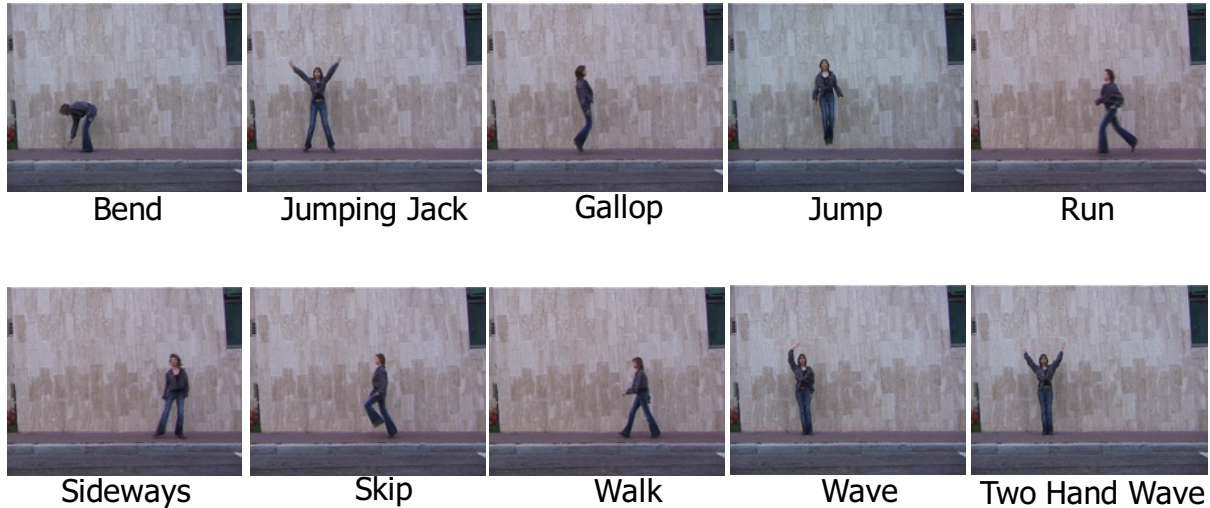 Bend
Jumping Jack
Gallop
Jump
Run
Sideways
Skip
Walk
Wave
Two Hand Wave